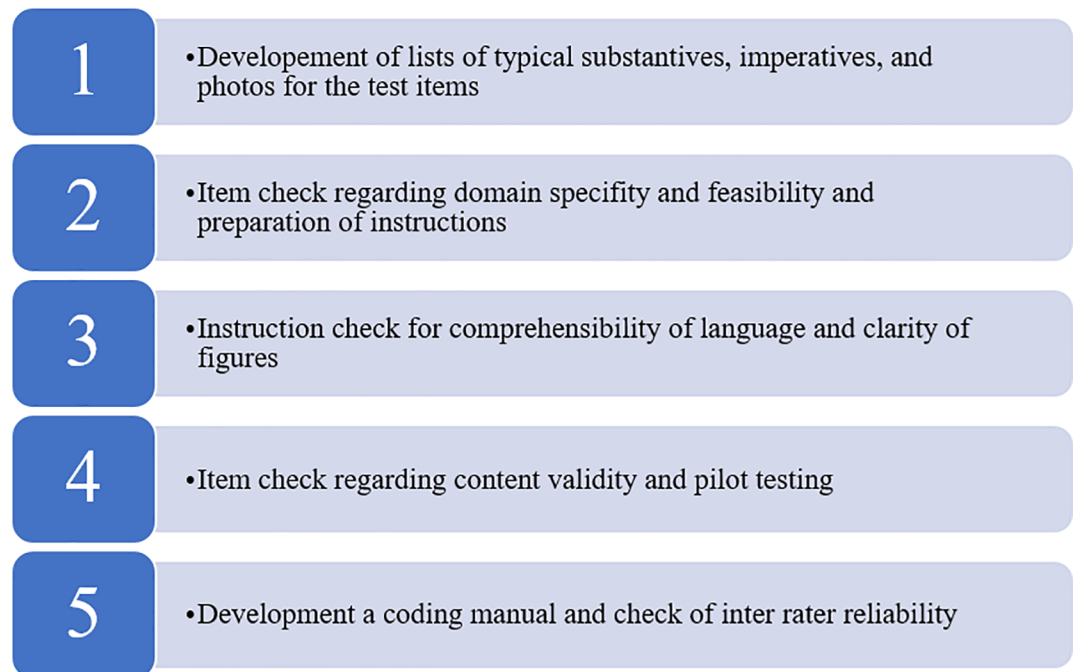 1
•Developement of lists of typical substantives, imperatives, and
photos for the test items
2
•Item check regarding domain specifity and feasibility and
preparation of instructions
3
•Instruction check for comprehensibility of language and clarity of
figures
4
•Item check regarding content validity and pilot testing
5
•Development a coding manual and check of inter rater reliability